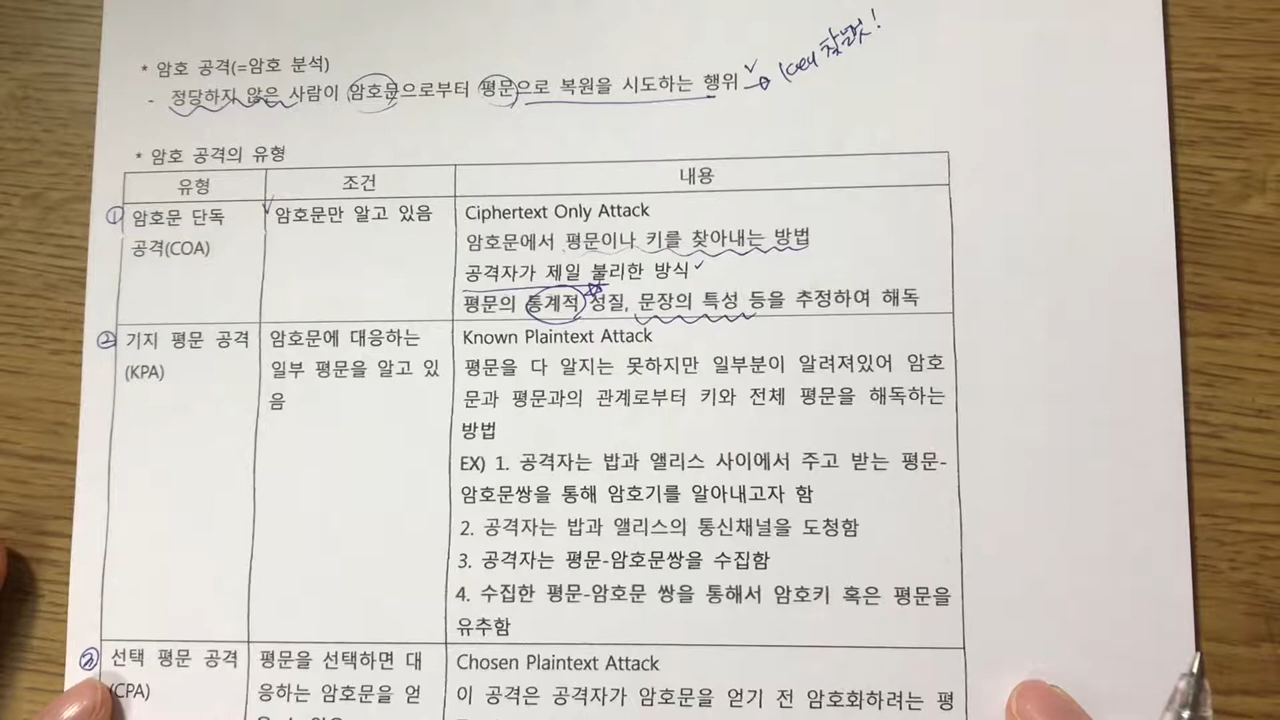 * 암호 공격(=암호 분석)
- 정당하지 않은 사람이 암호문으로부터 평문으로 복원을 시도하는 행위 → key 찾는것!
* 암호 공격의 유형
유형 조건 내용
① 암호문 단독 공격(COA)
암호문만 알고 있음
Ciphertext Only Attack
암호문에서 평문이나 키를 찾아내는 방법
공격자가 제일 불리한 방식
평문의 통계적 성질, 문장의 특성 등을 추정하여 해독
② 기지 평문 공격
(KPA)
암호문에 대응하는
일부 평문을 알고 있
음
Known Plaintext Attack
평문을 다 알지는 못하지만 일부분이 알려져있어 암호
문과 평문과의 관계로부터 키와 전체 평문을 해독하는
방법
EX) 1. 공격자는 밥과 앨리스 사이에서 주고 받는 평문-
암호문쌍을 통해 암호기를 알아내고자 함
2. 공격자는 밥과 앨리스의 통신채널을 도청함
3. 공격자는 평문-암호문쌍을 수집함
4. 수집한 평문-암호문 쌍을 통해서 암호키 혹은 평문을
유추함
③ 선택 평문 공격
(CPA)
평문을 선택하면 대
응하는 암호문을 얻
Chosen Plaintext Attack
이 공격은 공격자가 암호문을 얻기 전 암호화하려는 평